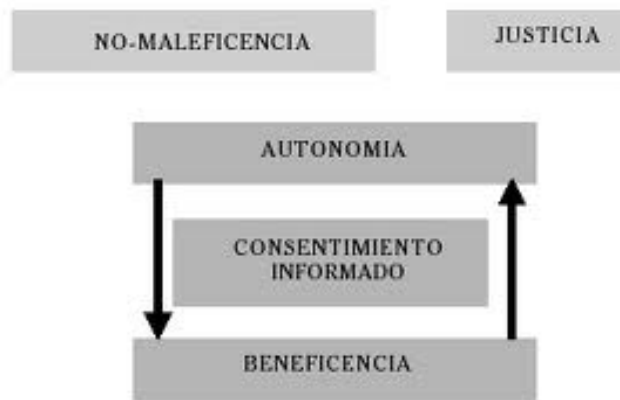 NO-MALEFICENCIA
JUSTICIA
AUTONOMIA
CONSENTIMIENTO
INFORMADO
BENEFICENCIA